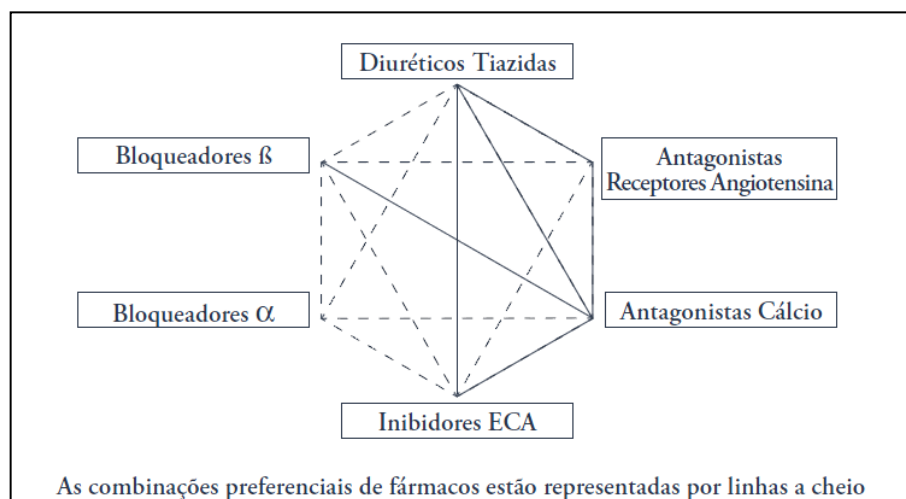 Diuréticos Tiazidas
Bloqueadores ß
Antagonistas
Receptores Angiotensina
Bloqueadores α
Antagonistas Cálcio
Inibidores ECA
As combinações preferenciais de fármacos estão representadas por linhas a cheio